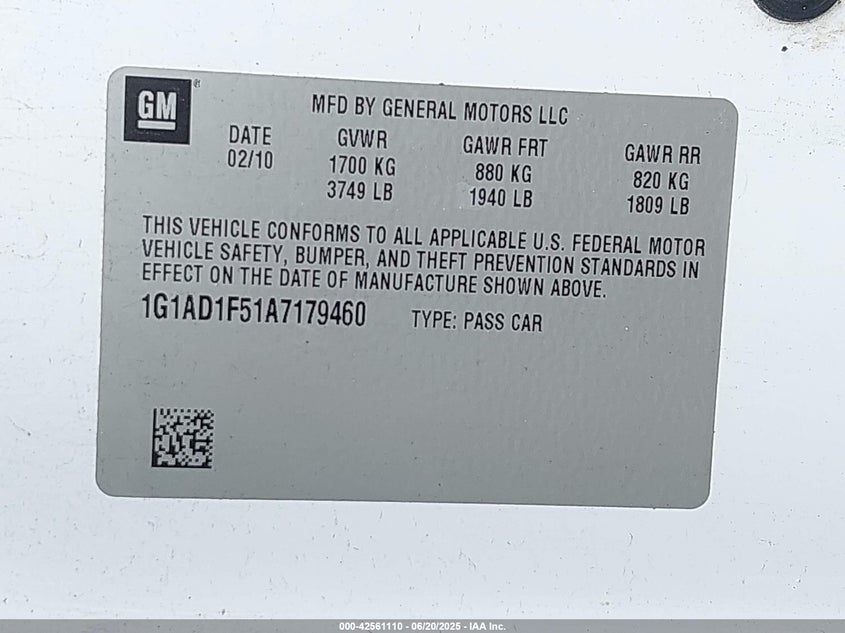 GM
MFD BY GENERAL MOTORS LLC
DATE GVWR GAWR FRT GAWR RR
02/10 1700 KG 880 KG 820 KG
3749 LB 1940 LB 1809 LB
THIS VEHICLE CONFORMS TO ALL APPLICABLE U.S. FEDERAL MOTOR
VEHICLE SAFETY, BUMPER, AND THEFT PREVENTION STANDARDS IN
EFFECT ON THE DATE OF MANUFACTURE SHOWN ABOVE.
1G1AD1F51A7179460 TYPE: PASS CAR
000-42561110 - 06/20/2025 - IAA Inc.